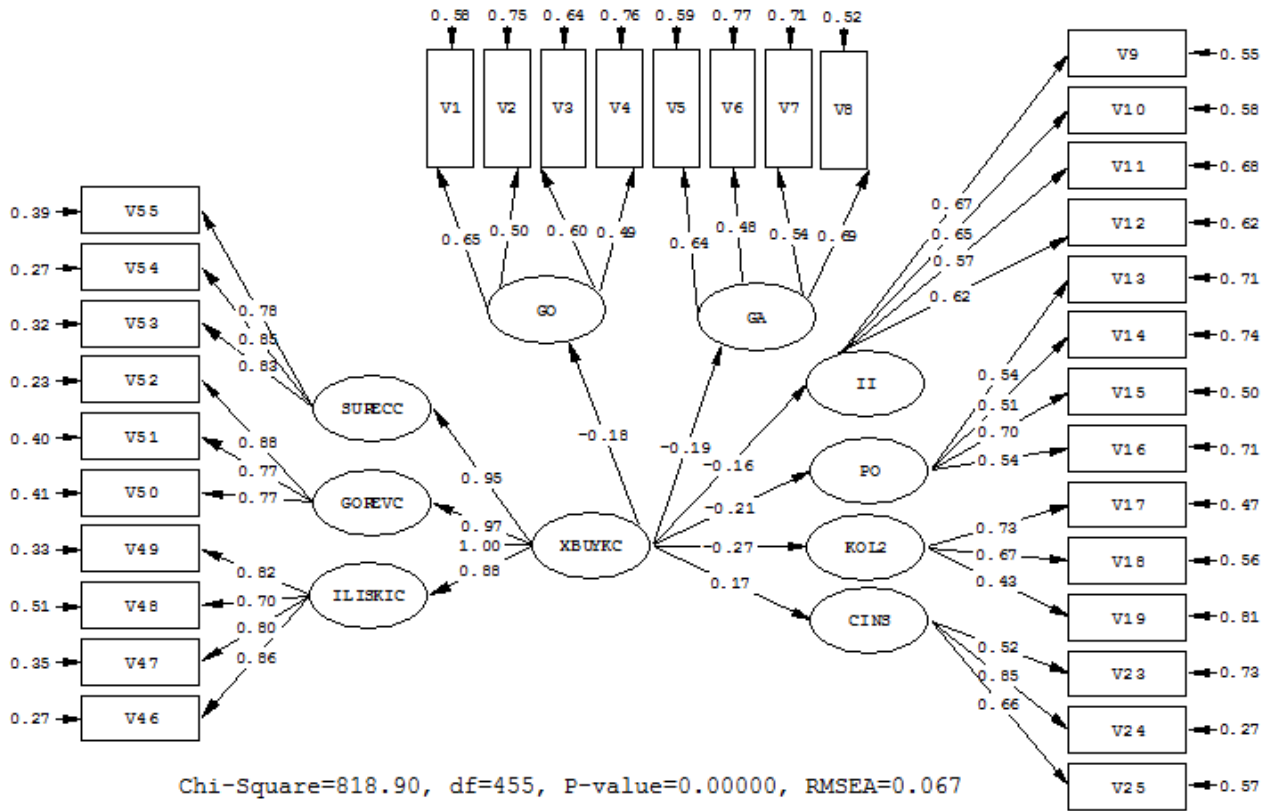 0.58 0.75 0.64 0.76 0.59 0.77 0.71 0.52
V1 V2 V3 V4 V5 V6 V7 V8
0.65 0.50 0.60 0.49 0.64 0.48 0.54 0.69
GO GA
V9 0.55
V10 0.58
V11 0.68
V12 0.62
V13 0.71
V14 0.74
V15 0.50
V16 0.71
V17 0.47
V18 0.56
V19 0.81
V23 0.73
V24 0.27
V25 0.57
0.67
0.65
0.57
0.62
0.54
0.51
0.70
0.54
0.73
0.67
0.43
0.52
0.85
0.66
II
PO
KOL2
CINS
0.39 V55
0.27 V54
0.32 V53
0.23 V52
0.40 V51
0.41 V50
0.33 V49
0.51 V48
0.35 V47
0.27 V46
0.78
0.85
0.83
0.88
0.77
0.77
0.82
0.70
0.80
0.86
SURECC
GOREVC
ILISKIC
XBUYKC
0.95
0.97
1.00
0.88
-0.18
-0.19
-0.16
-0.21
-0.27
0.17
Chi-Square=818.90, df=455, P-value=0.00000, RMSEA=0.067